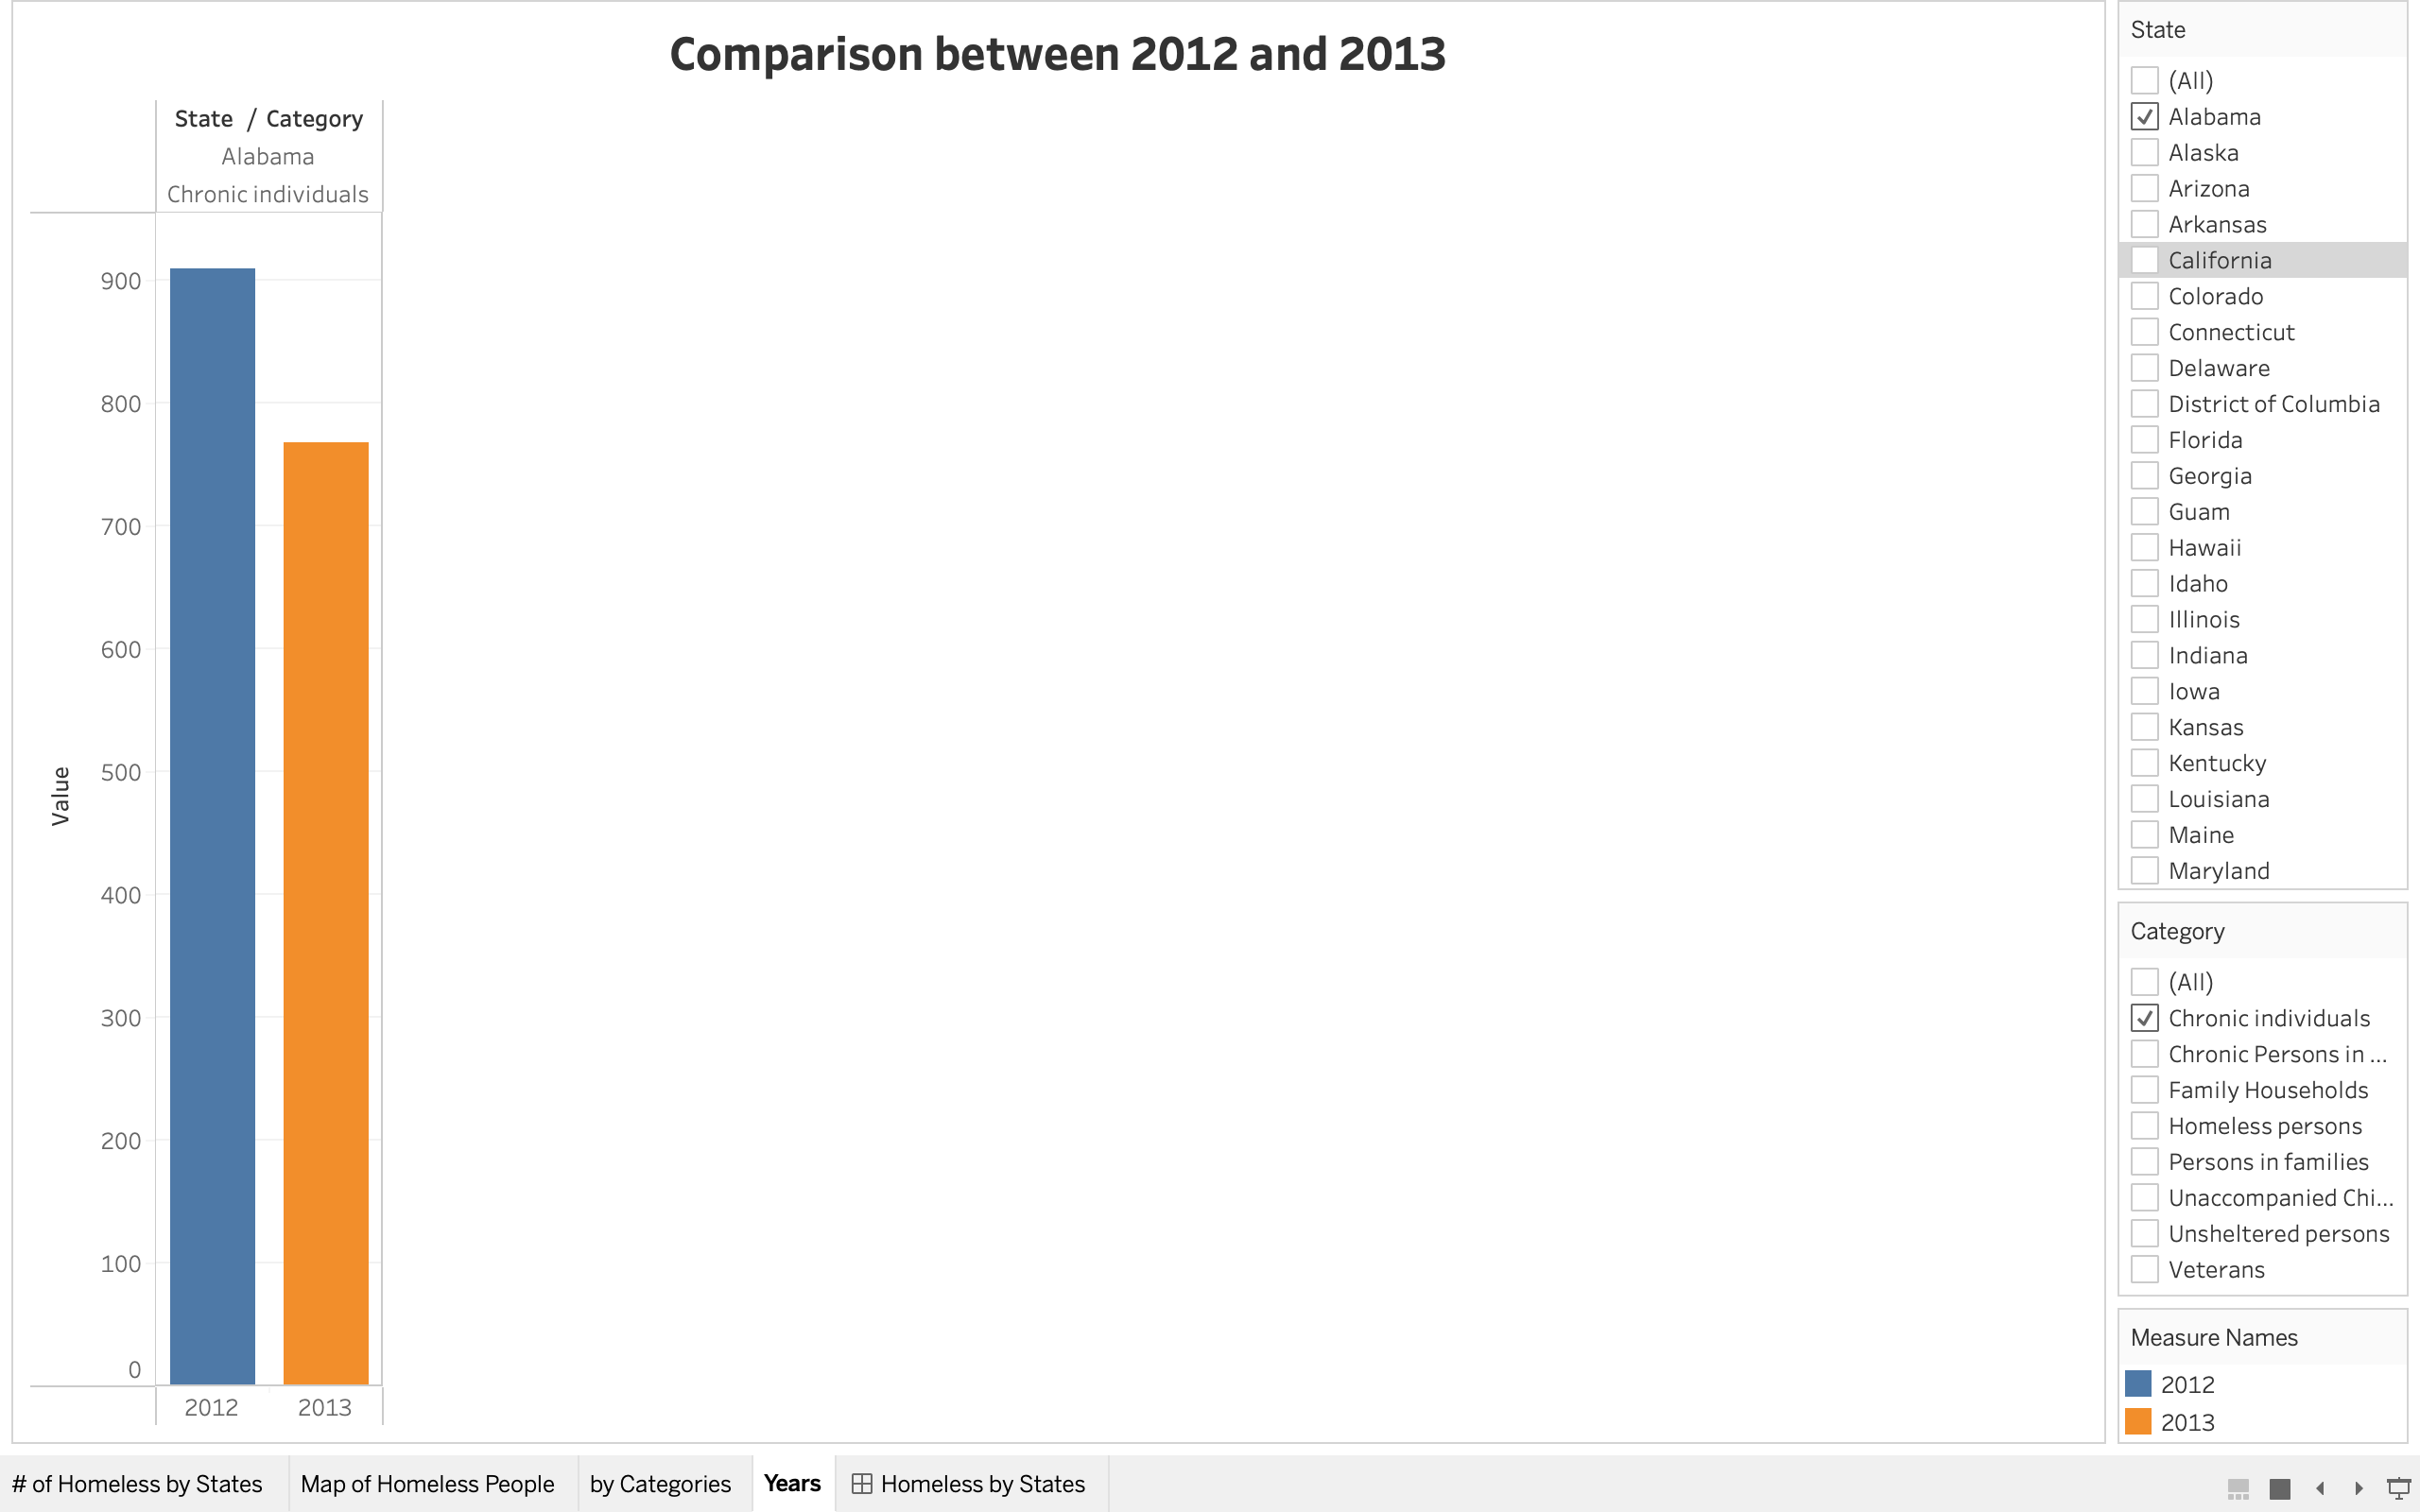 Comparison between 2012 and 2013
State / Category
Alabama
Chronic individuals
900
800
700
600
500
400
300
200
100
0
Value
2012 2013
State
(All)
Alabama
Alaska
Arizona
Arkansas
California
Colorado
Connecticut
Delaware
District of Columbia
Florida
Georgia
Guam
Hawaii
Idaho
Illinois
Indiana
Iowa
Kansas
Kentucky
Louisiana
Maine
Maryland
Category
(All)
Chronic individuals
Chronic Persons in ...
Family Households
Homeless persons
Persons in families
Unaccompanied Chi...
Unsheltered persons
Veterans
Measure Names
2012
2013
# of Homeless by States Map of Homeless People by Categories Years Homeless by States